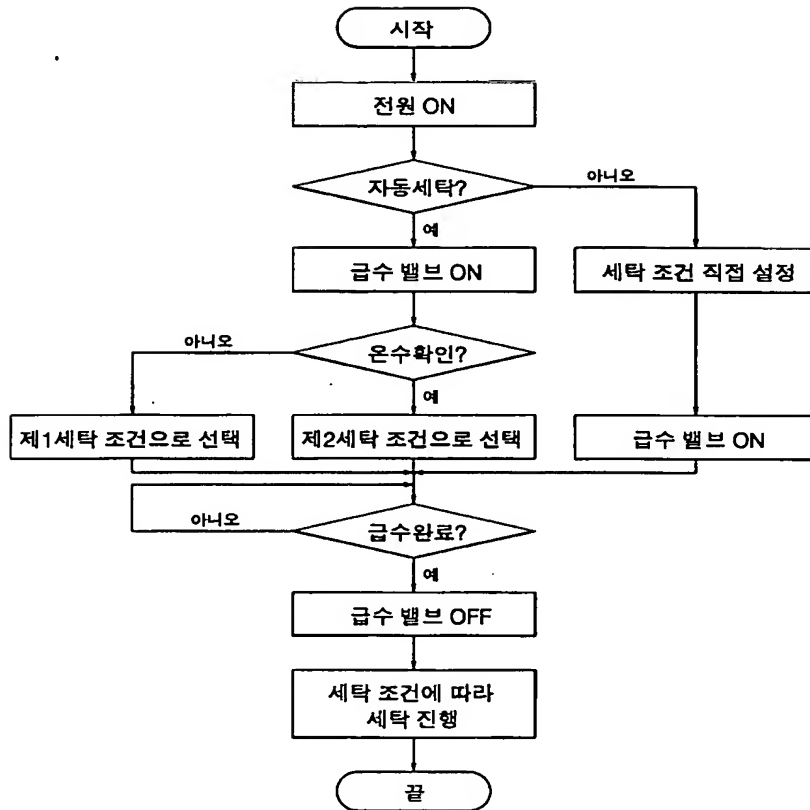 시작
전원 ON
자동세탁?
아니오
예
급수 밸브 ON
세탁 조건 직접 설정
아니오
온수확인?
예
제1세탁 조건으로 선택
제2세탁 조건으로 선택
급수 밸브 ON
아니오
급수완료?
예
급수 밸브 OFF
세탁 조건에 따라
세탁 진행
끝